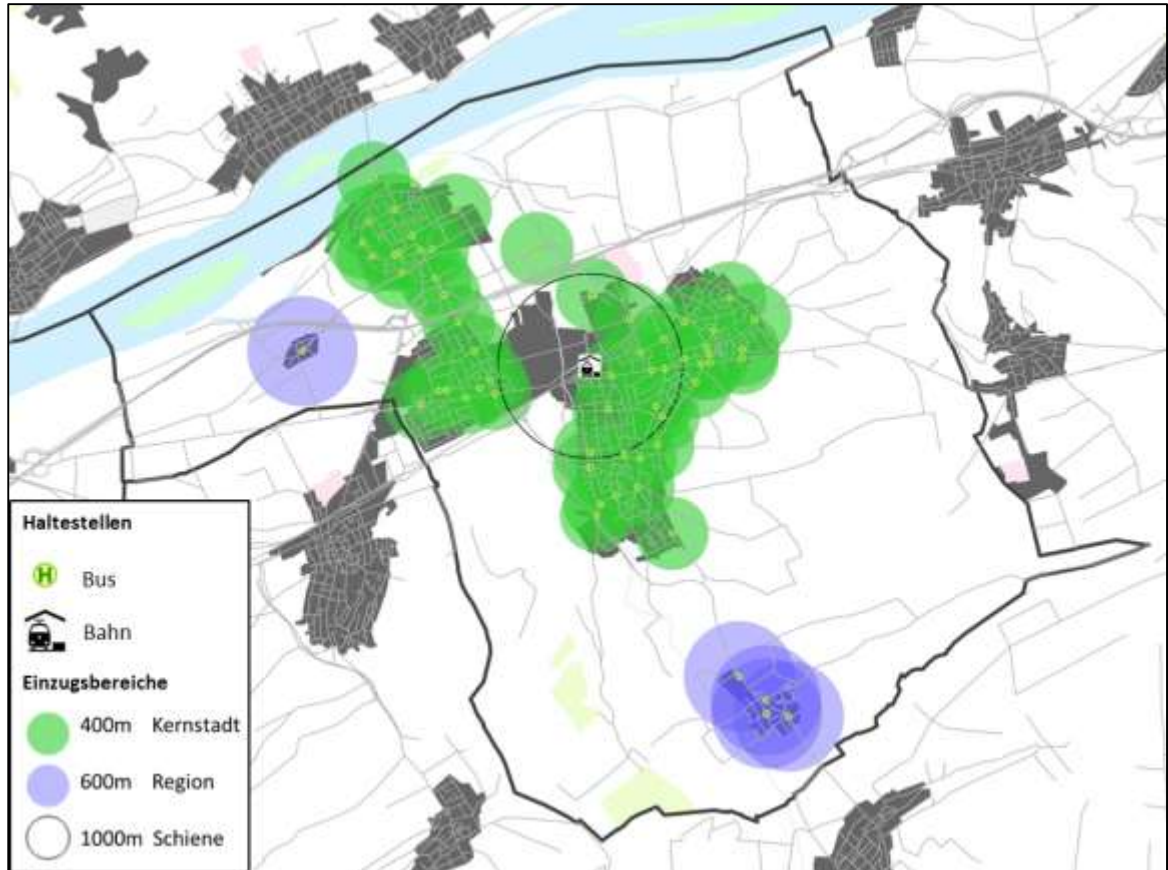 Haltestellen
H Bus
Bahn
Einzugsbereiche
400m Kernstadt
600m Region
1000m Schiene